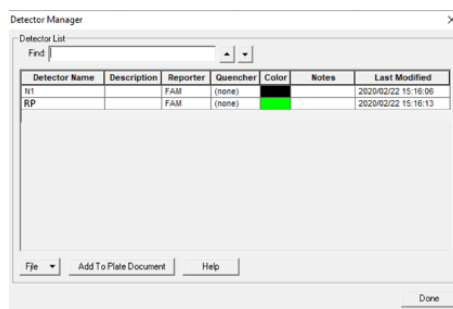 Detector Manager
Detector List
Find:
Detector Name Description Reporter Quencher Color Notes Last Modified
N1 FAM (none) 2020/02/22 15:16:06
RP FAM (none) 2020/02/22 15:16:13
File Add To Plate Document Help
Done